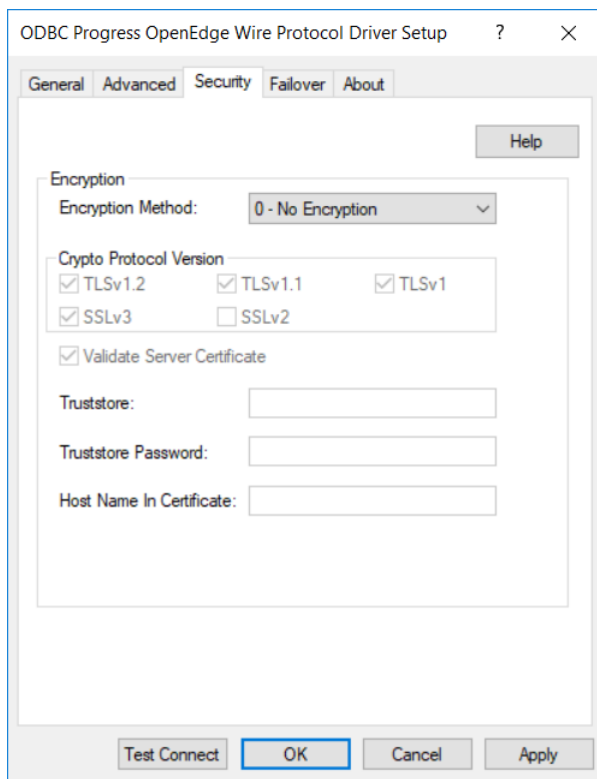 ODBC Progress OpenEdge Wire Protocol Driver Setup ?
General Advanced Security Failover About
Help
Encryption
Encryption Method: 0 - No Encryption
Crypto Protocol Version
TLSv1.2 TLSv1.1 TLSv1
SSLv3 SSLv2
Validate Server Certificate
Truststore:
Truststore Password:
Host Name In Certificate:
Test Connect OK Cancel Apply